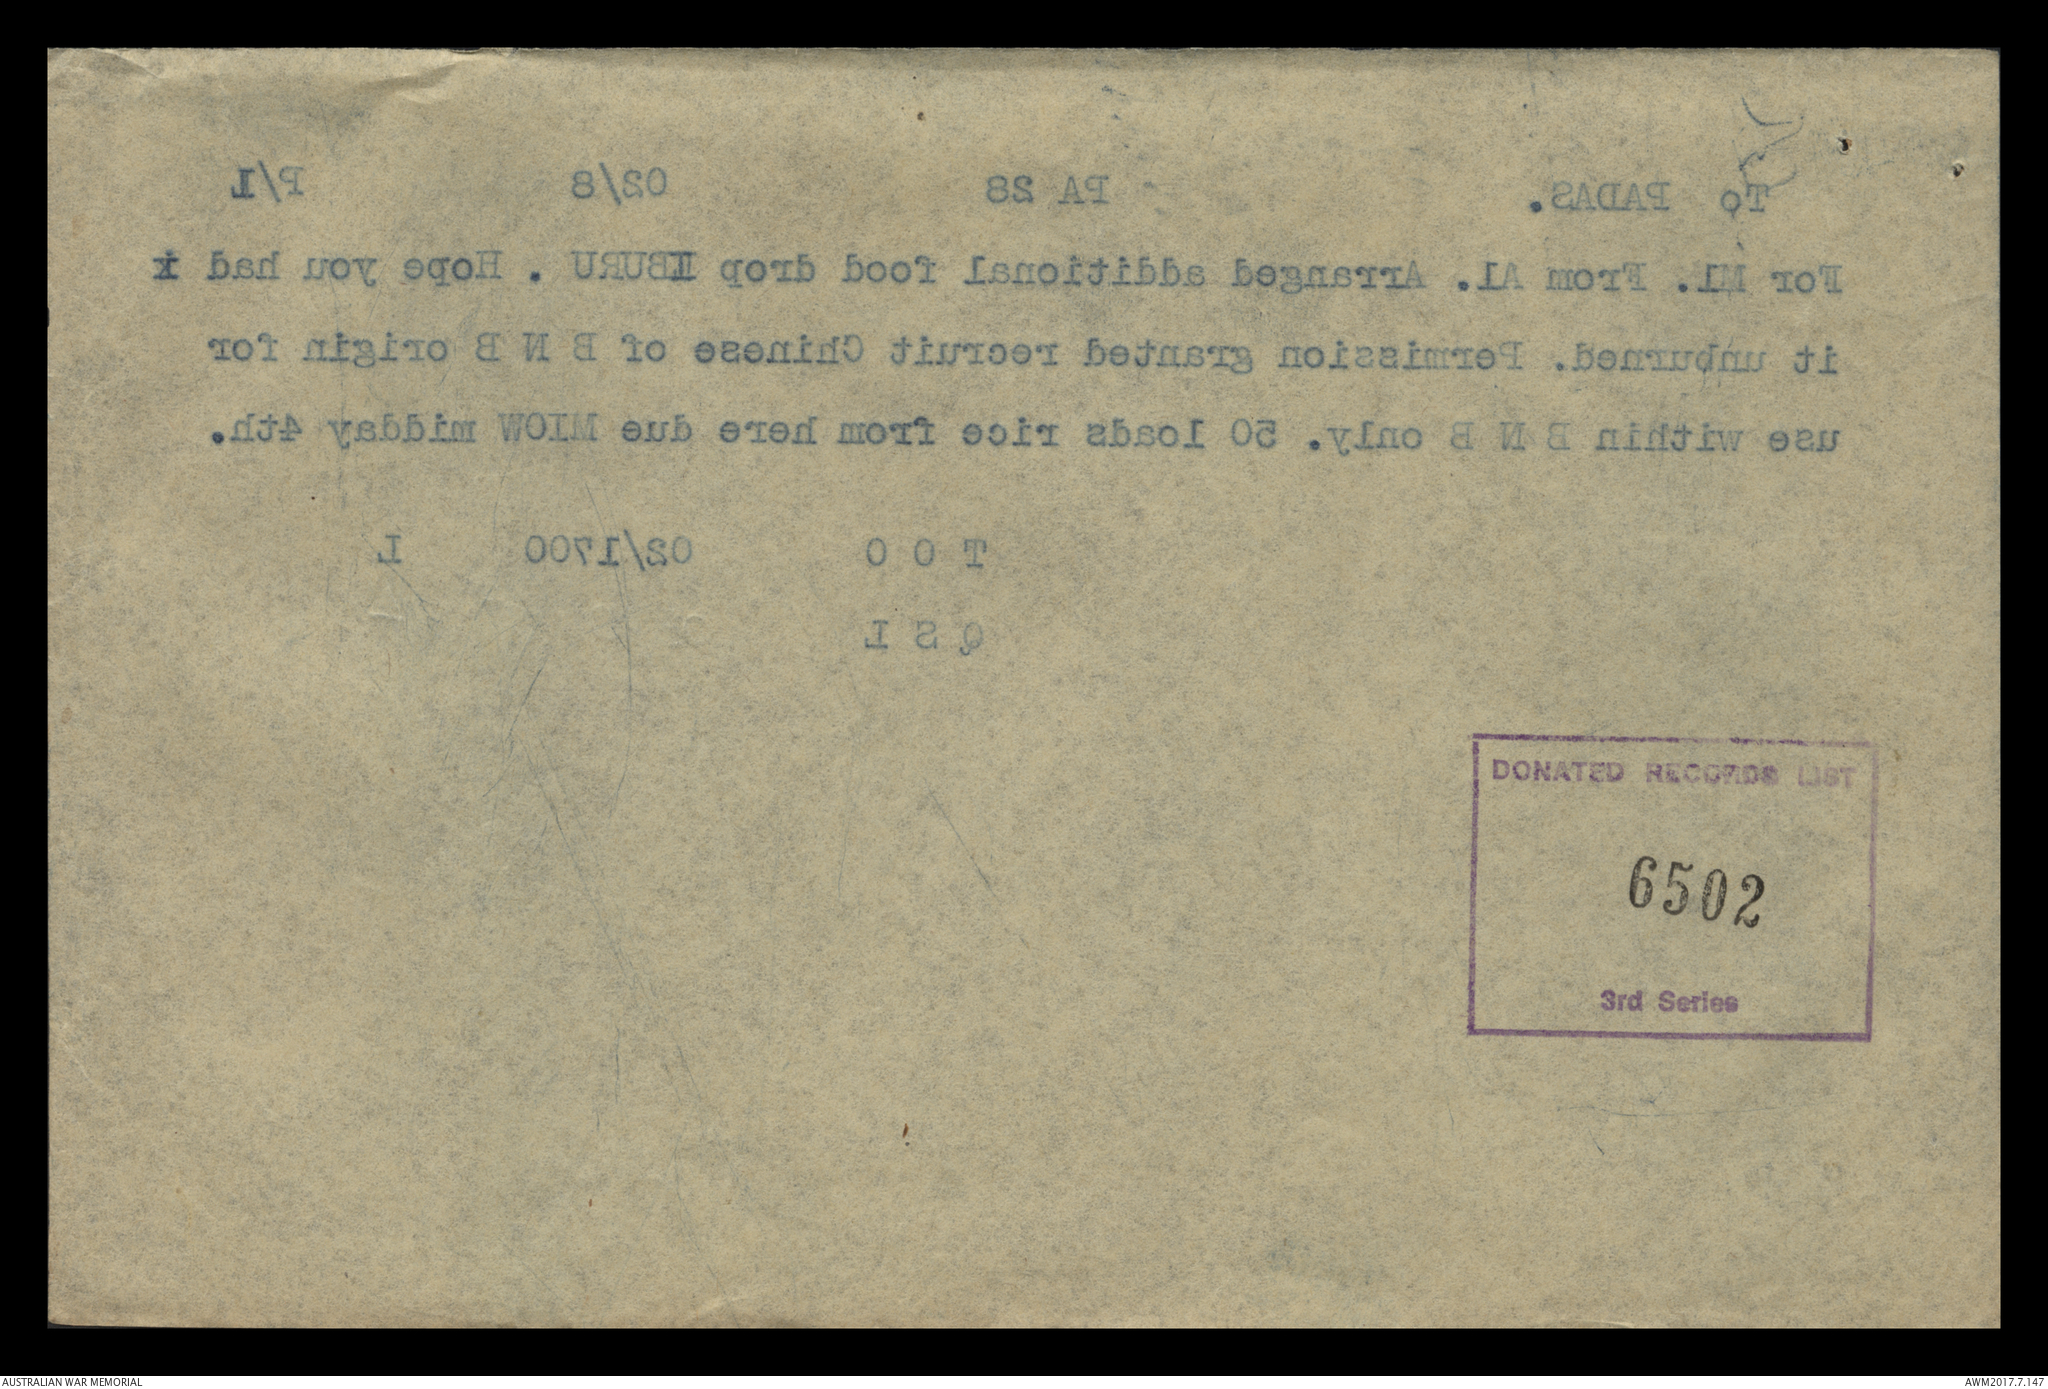 To PADAS. PA 28 02/8 P/L
For M1. From A1. Arranged additional food drop IBURU . Hope you had x
it unburned. Permission granted recruit Chinese of B N B origin for
use within B N B only. 50 loads rice from here due MIOW midday 4th.
T O O 02/1700 L
Q S L
DONATED RECORDS LIST
6502
3rd Series
AUSTRALIAN WAR MEMORIAL
AWM2017.7.147